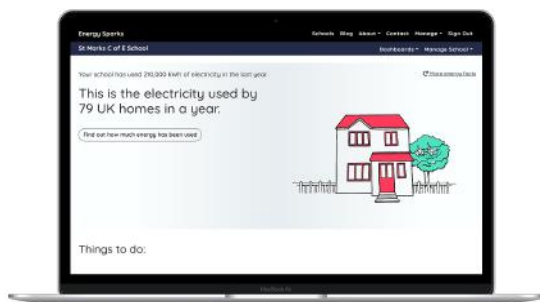 Energy Sparks Schools Blog About Contact Manage Sign Out
St Marks C of E School Dashboards Manage School
Your school has used 210,000 kWh of electricity in the last year
This is the electricity used by
79 UK homes in a year.
Find out how much energy has been used
Things to do: